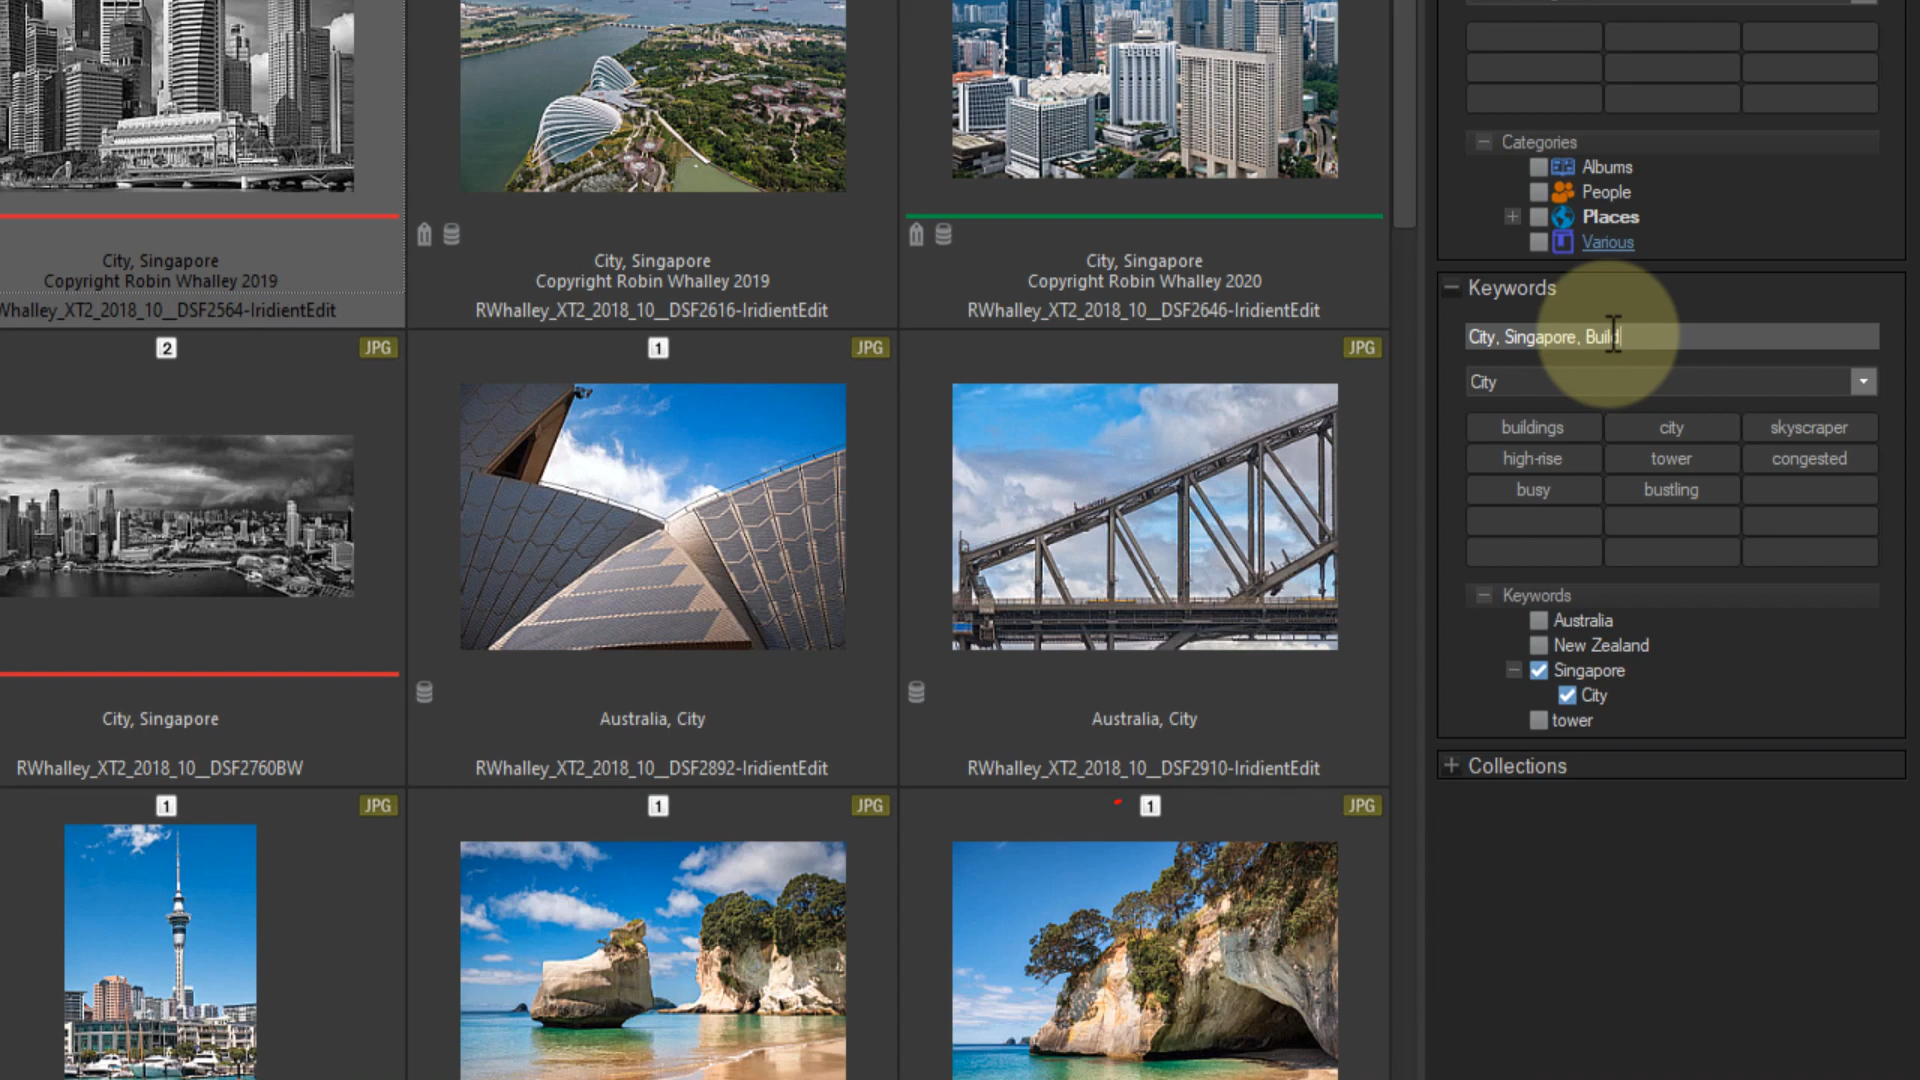 City, Singapore
Copyright Robin Whalley 2019
Whalley_XT2_2018_10__DSF2564-IridientEdit
City, Singapore
Copyright Robin Whalley 2019
RWhalley_XT2_2018_10__DSF2616-IridientEdit
City, Singapore
Copyright Robin Whalley 2020
RWhalley_XT2_2018_10__DSF2646-IridientEdit
2
JPG
1
JPG
JPG
City, Singapore
RWhalley_XT2_2018_10__DSF2760BW
Australia, City
RWhalley_XT2_2018_10__DSF2892-IridientEdit
Australia, City
RWhalley_XT2_2018_10__DSF2910-IridientEdit
1
JPG
1
JPG
1
JPG
Categories
Albums
People
Places
Various
Keywords
City, Singapore, Build
City
buildings city skyscraper
high-rise tower congested
busy bustling
Keywords
Australia
New Zealand
Singapore
City
tower
Collections